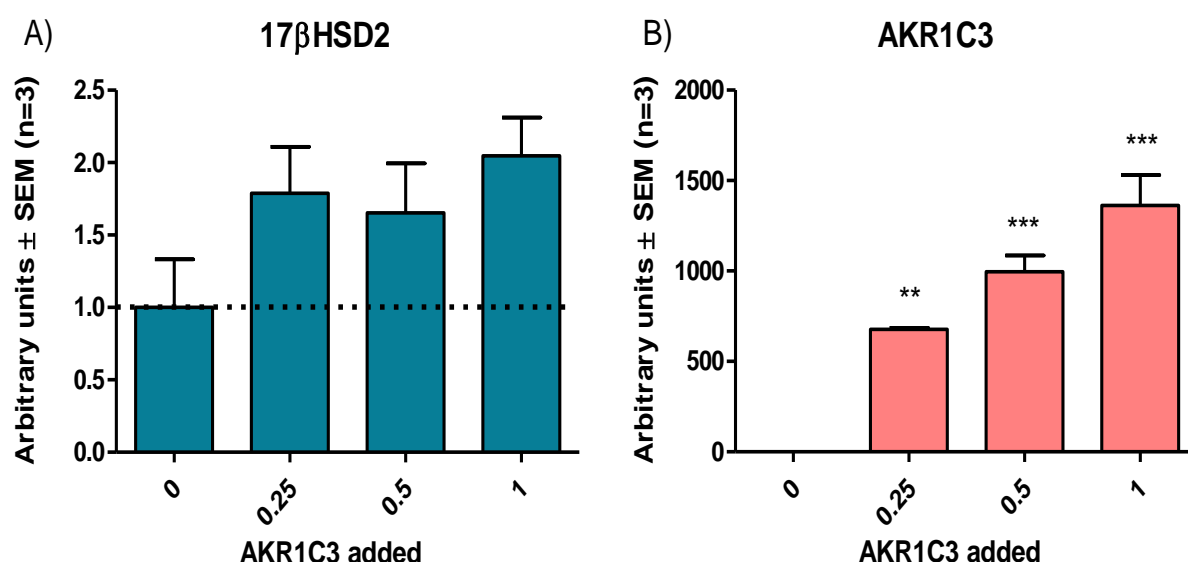 A)
17βHSD2
Arbitrary units ± SEM (n=3)
2.5
2.0
1.5
1.0
0.5
0.0
0
0.25
0.5
1
AKR1C3 added
B)
AKR1C3
Arbitrary units ± SEM (n=3)
2000
1500
1000
500
0
**
***
***
0
0.25
0.5
1
AKR1C3 added